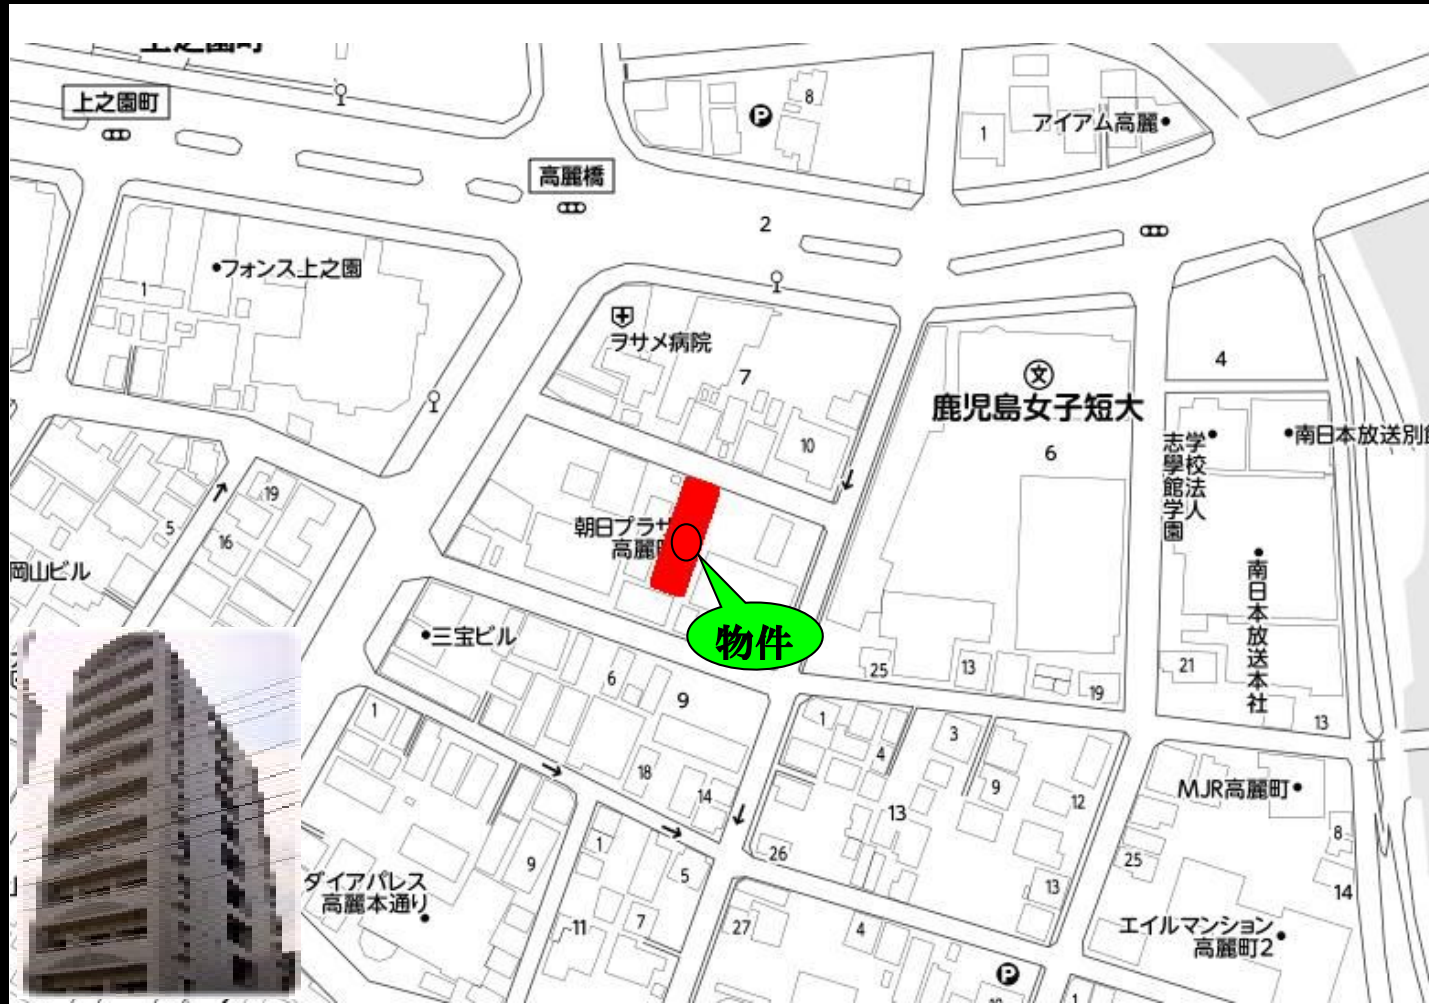 上之園町
高麗橋
8
1
アイアム高麗
2
フォンス上之園
1
ヲサメ病院
7
10
文
鹿児島女子短大
6
4
学校法人
志學館学園
南日本放送別
南日本放送本社
19
16
5
岡山ビル
朝日プラザ
高麗
物件
三宝ビル
6
9
18
14
25
13
19
21
13
1
1
4
3
9
12
13
26
13
MJR高麗町
8
14
25
エイルマンション
高麗町2
ダイアパレス
高麗本通り
9
1
5
7
11
27
4
P
P
1